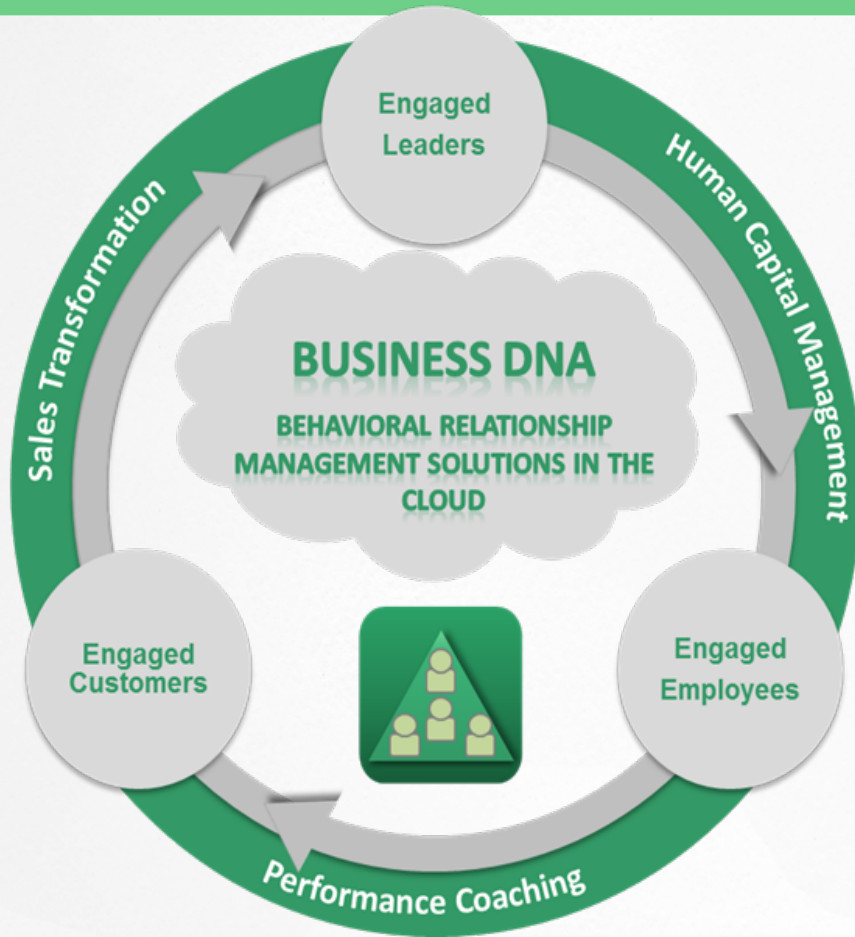 Engaged
Leaders
Human Capital Management
Sales Transformation
BUSINESS DNA
BEHAVIORAL RELATIONSHIP
MANAGEMENT SOLUTIONS IN THE
CLOUD
Engaged
Customers
Engaged
Employees
Performance Coaching